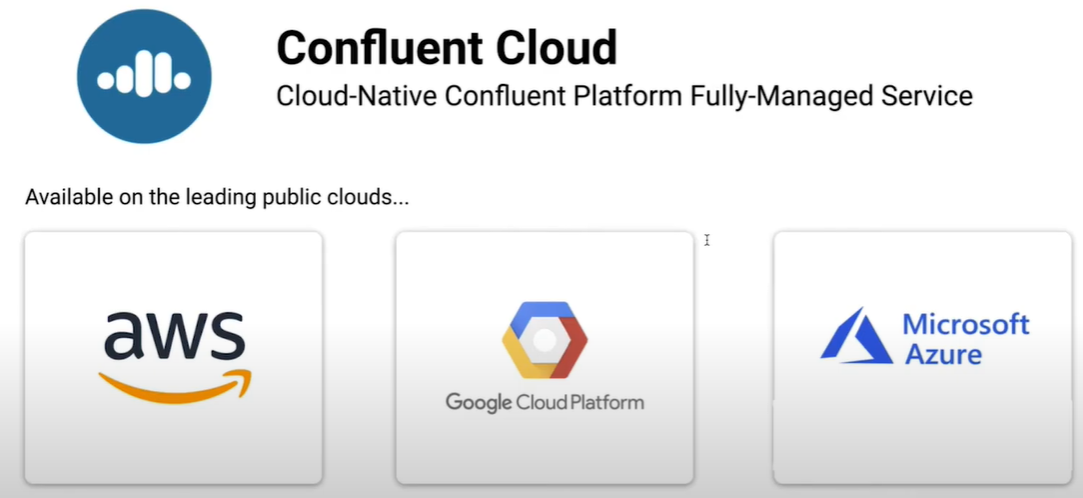 Confluent Cloud
Cloud-Native Confluent Platform Fully-Managed Service
Available on the leading public clouds...
aws
Google Cloud Platform
Microsoft
Azure